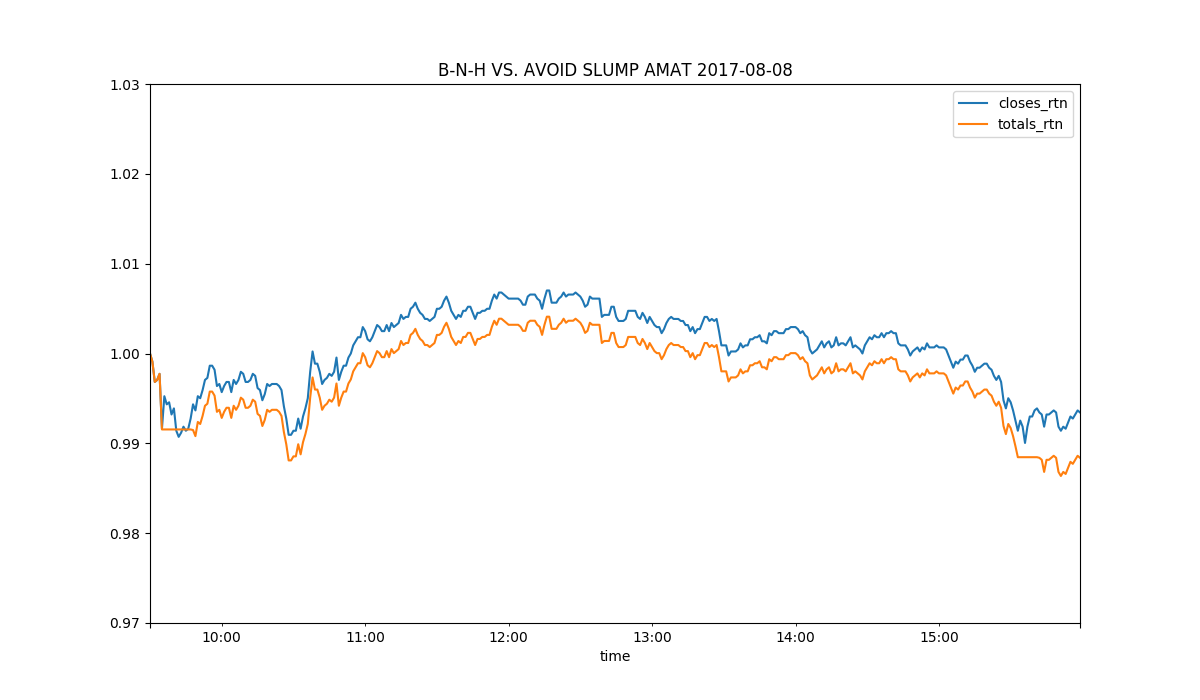 B-N-H VS. AVOID SLUMP AMAT 2017-08-08
closes_rtn
totals_rtn
1.03
1.02
1.01
1.00
0.99
0.98
0.97
10:00 11:00 12:00 13:00 14:00 15:00
time